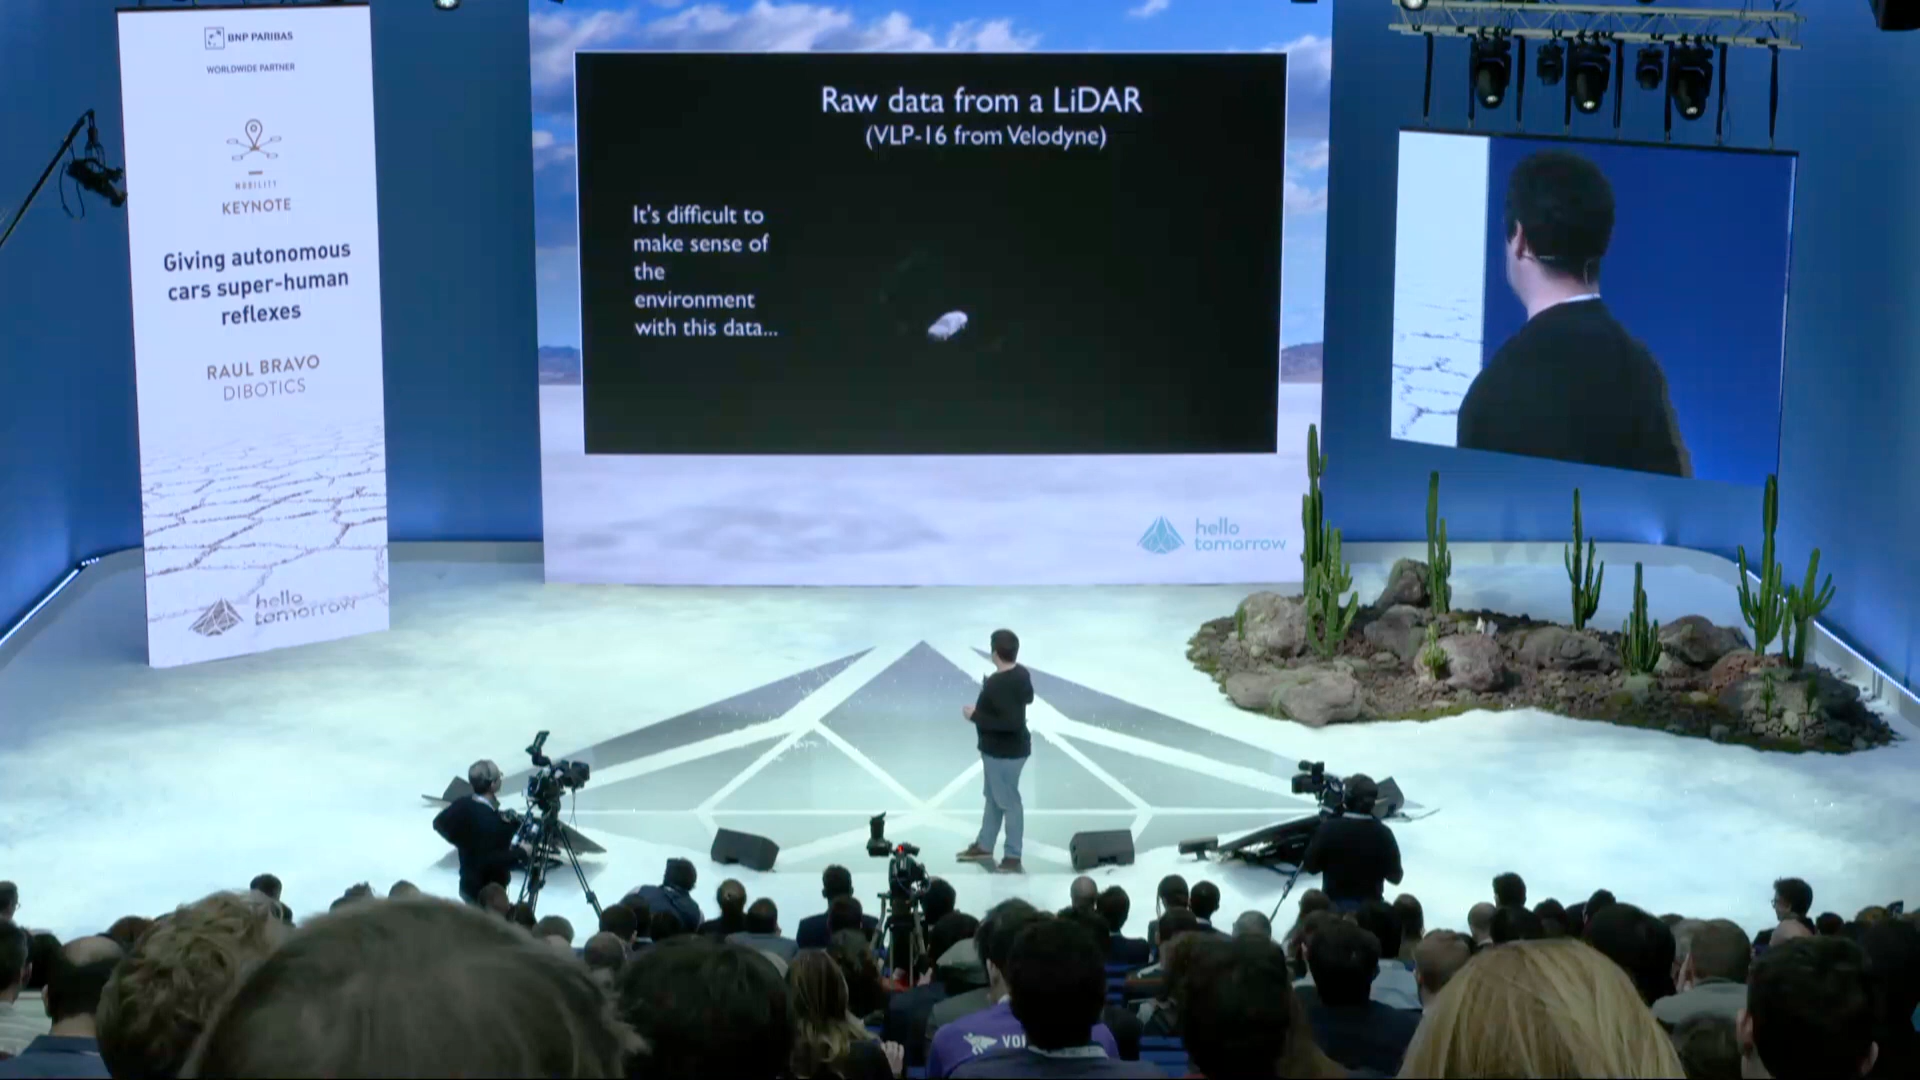 BNP PARIBAS
WORLDWIDE PARTNER
MOBILITY
KEYNOTE
Giving autonomous
cars super-human
reflexes
RAUL BRAVO
DIBOTICS
hello
tomorrow
Raw data from a LiDAR
(VLP-16 from Velodyne)
It's difficult to
make sense of
the
environment
with this data...
hello
tomorrow